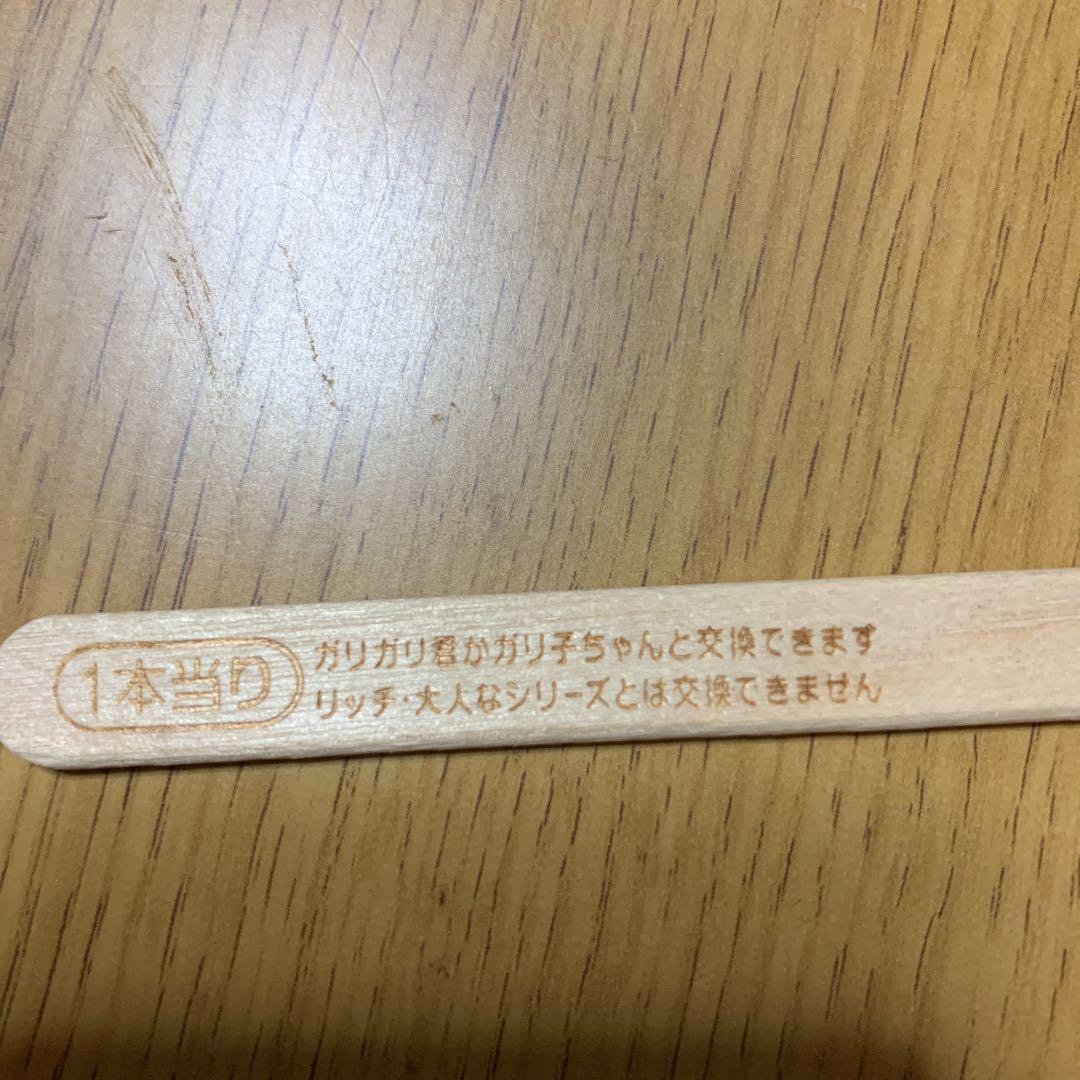 1本当り
ガリガリ君かガリ子ちゃんと交換できます
リッチ・大人なシリーズとは交換できません